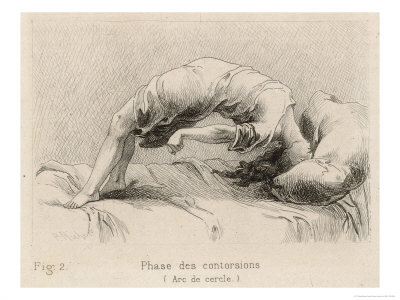 Fig. 2.
Phase des contorsions
( Arc de cercle. )